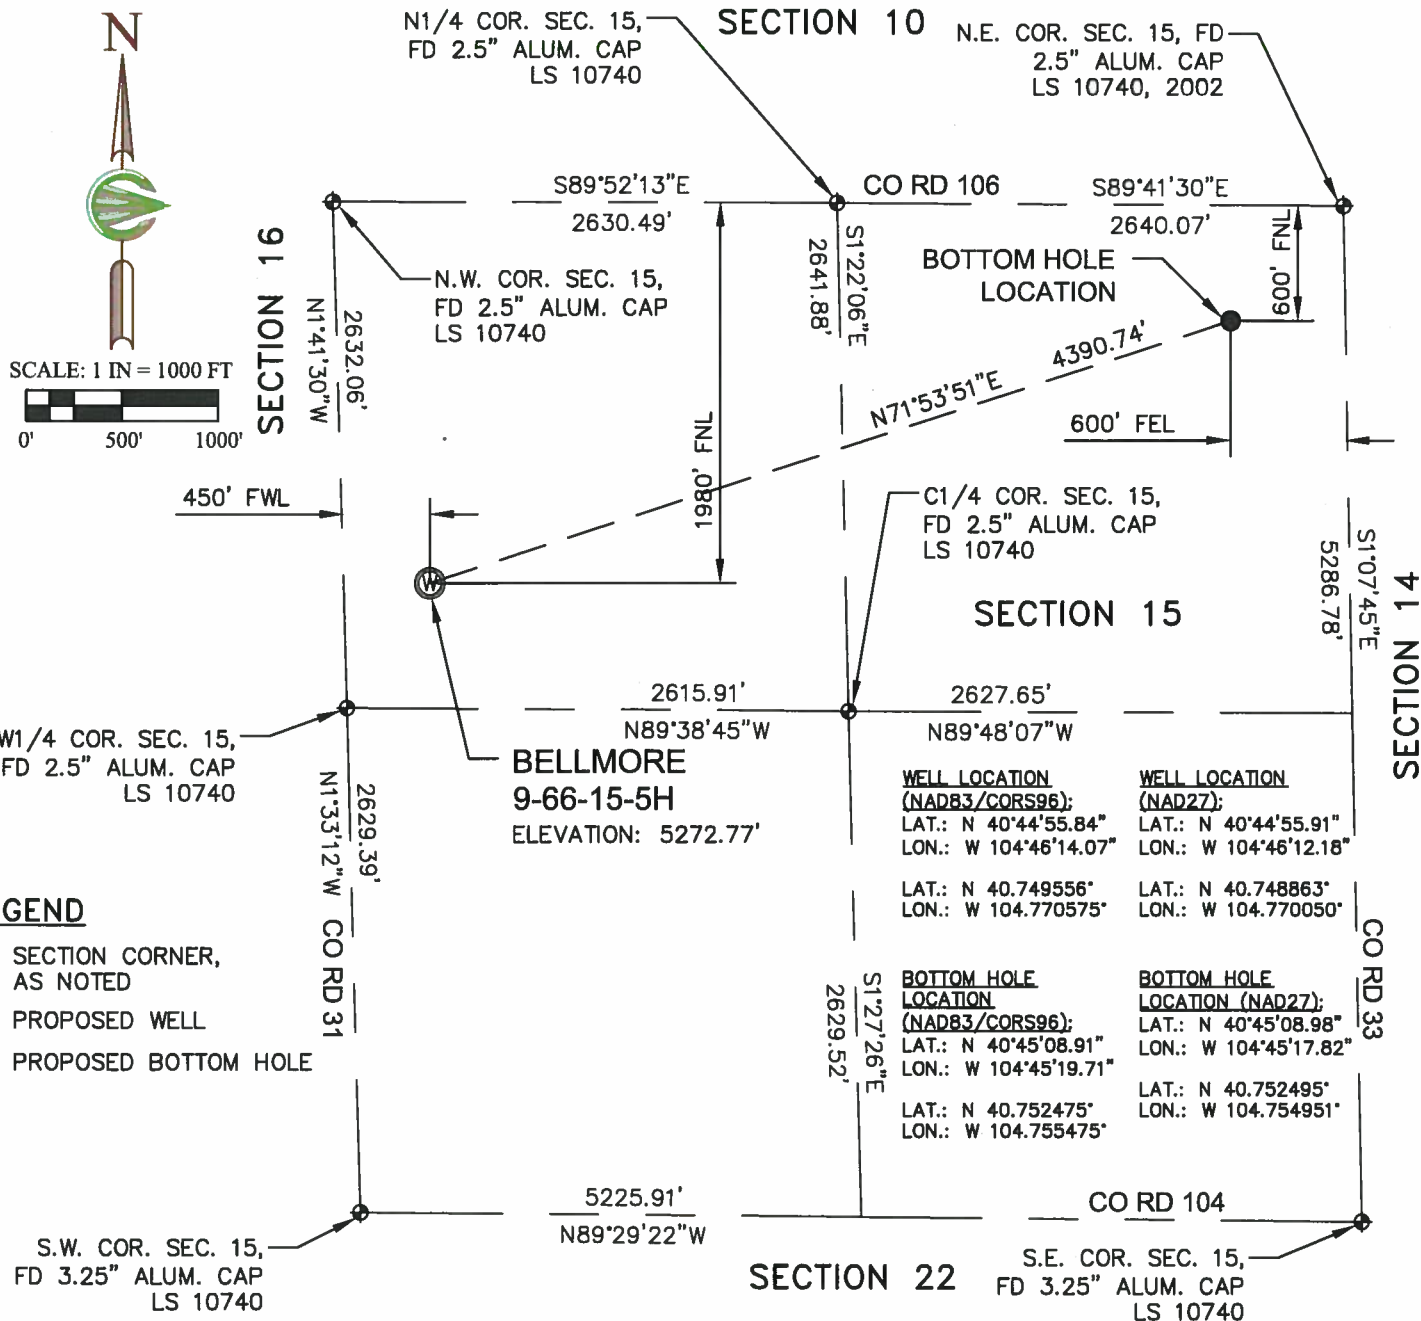 N
N1/4 COR. SEC. 15,
FD 2.5" ALUM. CAP
LS 10740
SECTION 10
N.E. COR. SEC. 15, FD
2.5" ALUM. CAP
LS 10740, 2002
S89°52'13"E
2630.49'
CO RD 106
S89°41'30"E
2640.07'
N.W. COR. SEC. 15,
FD 2.5" ALUM. CAP
LS 10740
SECTION 16
2632.06'
N1°41'30"W
S1°22'06"E
2641.88'
BOTTOM HOLE
LOCATION
600' FNL
SCALE: 1 IN = 1000 FT
0' 500' 1000'
4390.74'
N71°53'51"E
600' FEL
1980' FNL
450' FWL
C1/4 COR. SEC. 15,
FD 2.5" ALUM. CAP
LS 10740
S1°07'45"E
5286.78'
SECTION 14
W
SECTION 15
2615.91'
N89°38'45"W
2627.65'
N89°48'07"W
W1/4 COR. SEC. 15,
FD 2.5" ALUM. CAP
LS 10740
BELLMORE
9-66-15-5H
ELEVATION: 5272.77'
2629.39'
N1°33'12"W
CO RD 31
WELL LOCATION
(NAD83/CORS96):
LAT.: N 40°44'55.84"
LON.: W 104°46'14.07"
LAT.: N 40.749556°
LON.: W 104.770575°
WELL LOCATION
(NAD27):
LAT.: N 40°44'55.91"
LON.: W 104°46'12.18"
LAT.: N 40.748863°
LON.: W 104.770050°
GEND
SECTION CORNER,
AS NOTED
PROPOSED WELL
PROPOSED BOTTOM HOLE
S1°27'26"E
2629.52'
BOTTOM HOLE
LOCATION
(NAD83/CORS96):
LAT.: N 40°45'08.91"
LON.: W 104°45'19.71"
LAT.: N 40.752475°
LON.: W 104.755475°
BOTTOM HOLE
LOCATION (NAD27):
LAT.: N 40°45'08.98"
LON.: W 104°45'17.82"
LAT.: N 40.752495°
LON.: W 104.754951°
CO RD 33
5225.91'
N89°29'22"W
CO RD 104
S.W. COR. SEC. 15,
FD 3.25" ALUM. CAP
LS 10740
SECTION 22
S.E. COR. SEC. 15,
FD 3.25" ALUM. CAP
LS 10740